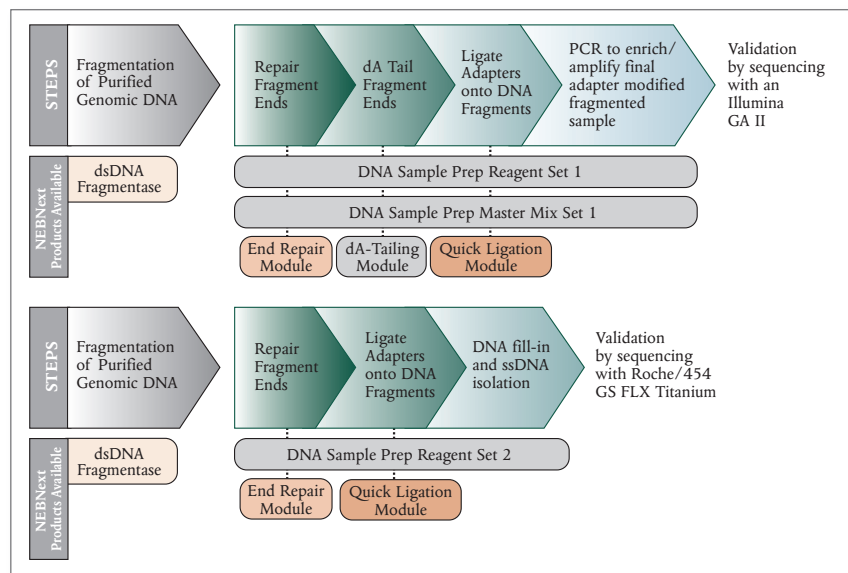 STEPS
Fragmentation
of Purified
Genomic DNA
Repair
Fragment
Ends
dA Tail
Fragment
Ends
Ligate
Adapters
onto DNA
Fragments
PCR to enrich/
amplify final
adapter modified
fragmented
sample
Validation
by sequencing
with an
Illumina
GA II
NEBNext
Products Available
dsDNA
Fragmentase
DNA Sample Prep Reagent Set 1
DNA Sample Prep Master Mix Set 1
End Repair
Module
dA-Tailing
Module
Quick Ligation
Module
STEPS
Fragmentation
of Purified
Genomic DNA
Repair
Fragment
Ends
Ligate
Adapters
onto DNA
Fragments
DNA fill-in
and ssDNA
isolation
Validation
by sequencing
with Roche/454
GS FLX Titanium
NEBNext
Products Available
dsDNA
Fragmentase
DNA Sample Prep Reagent Set 2
End Repair
Module
Quick Ligation
Module